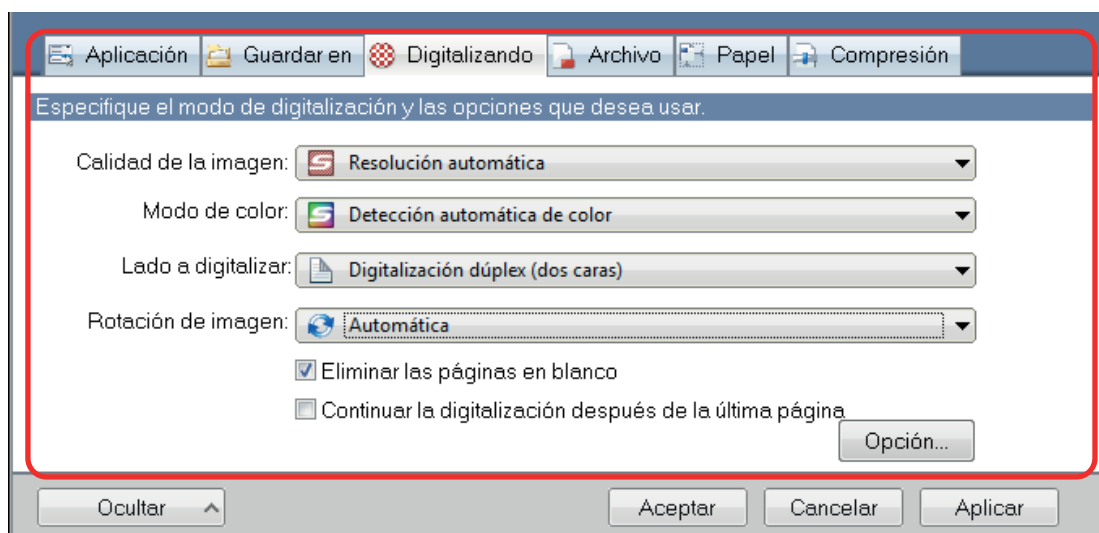 Aplicación Guardar en Digitalizando Archivo Papel Compresión
Especifique el modo de digitalización y las opciones que desea usar.
Calidad de la imagen: Resolución automática
Modo de color: Detección automática de color
Lado a digitalizar: Digitalización dúplex (dos caras)
Rotación de imagen: Automática
Eliminar las páginas en blanco
Continuar la digitalización después de la última página
Opción...
Ocultar Aceptar Cancelar Aplicar